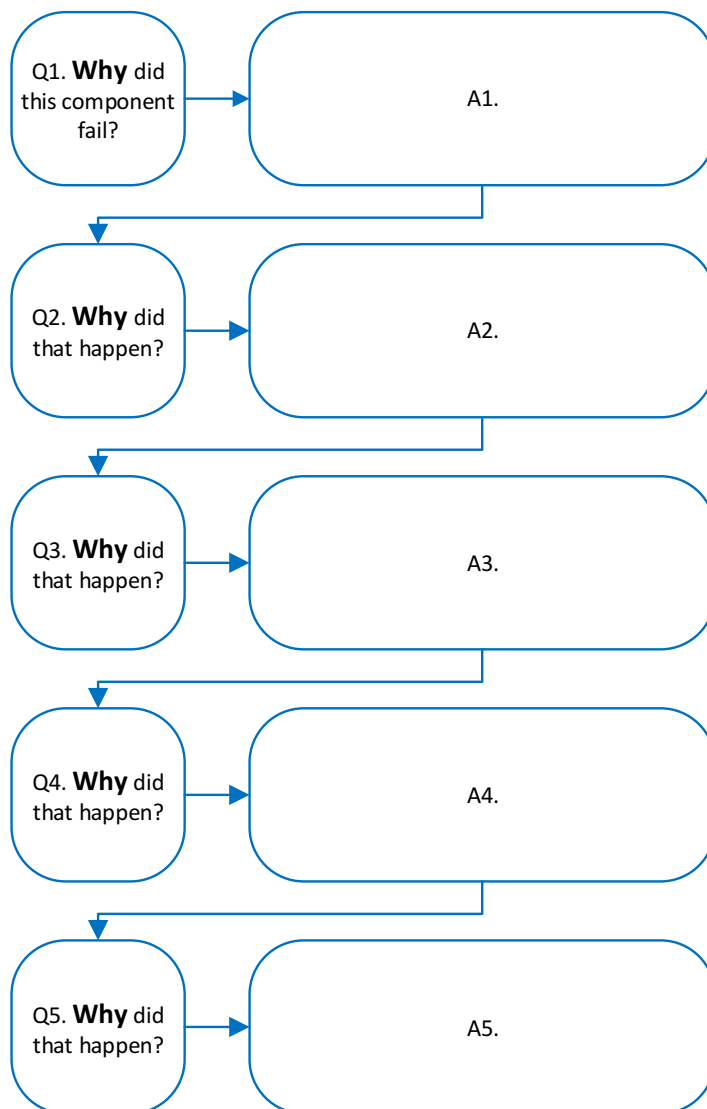 Q1. Why did
this component
fail?
A1.
Q2. Why did
that happen?
A2.
Q3. Why did
that happen?
A3.
Q4. Why did
that happen?
A4.
Q5. Why did
that happen?
A5.